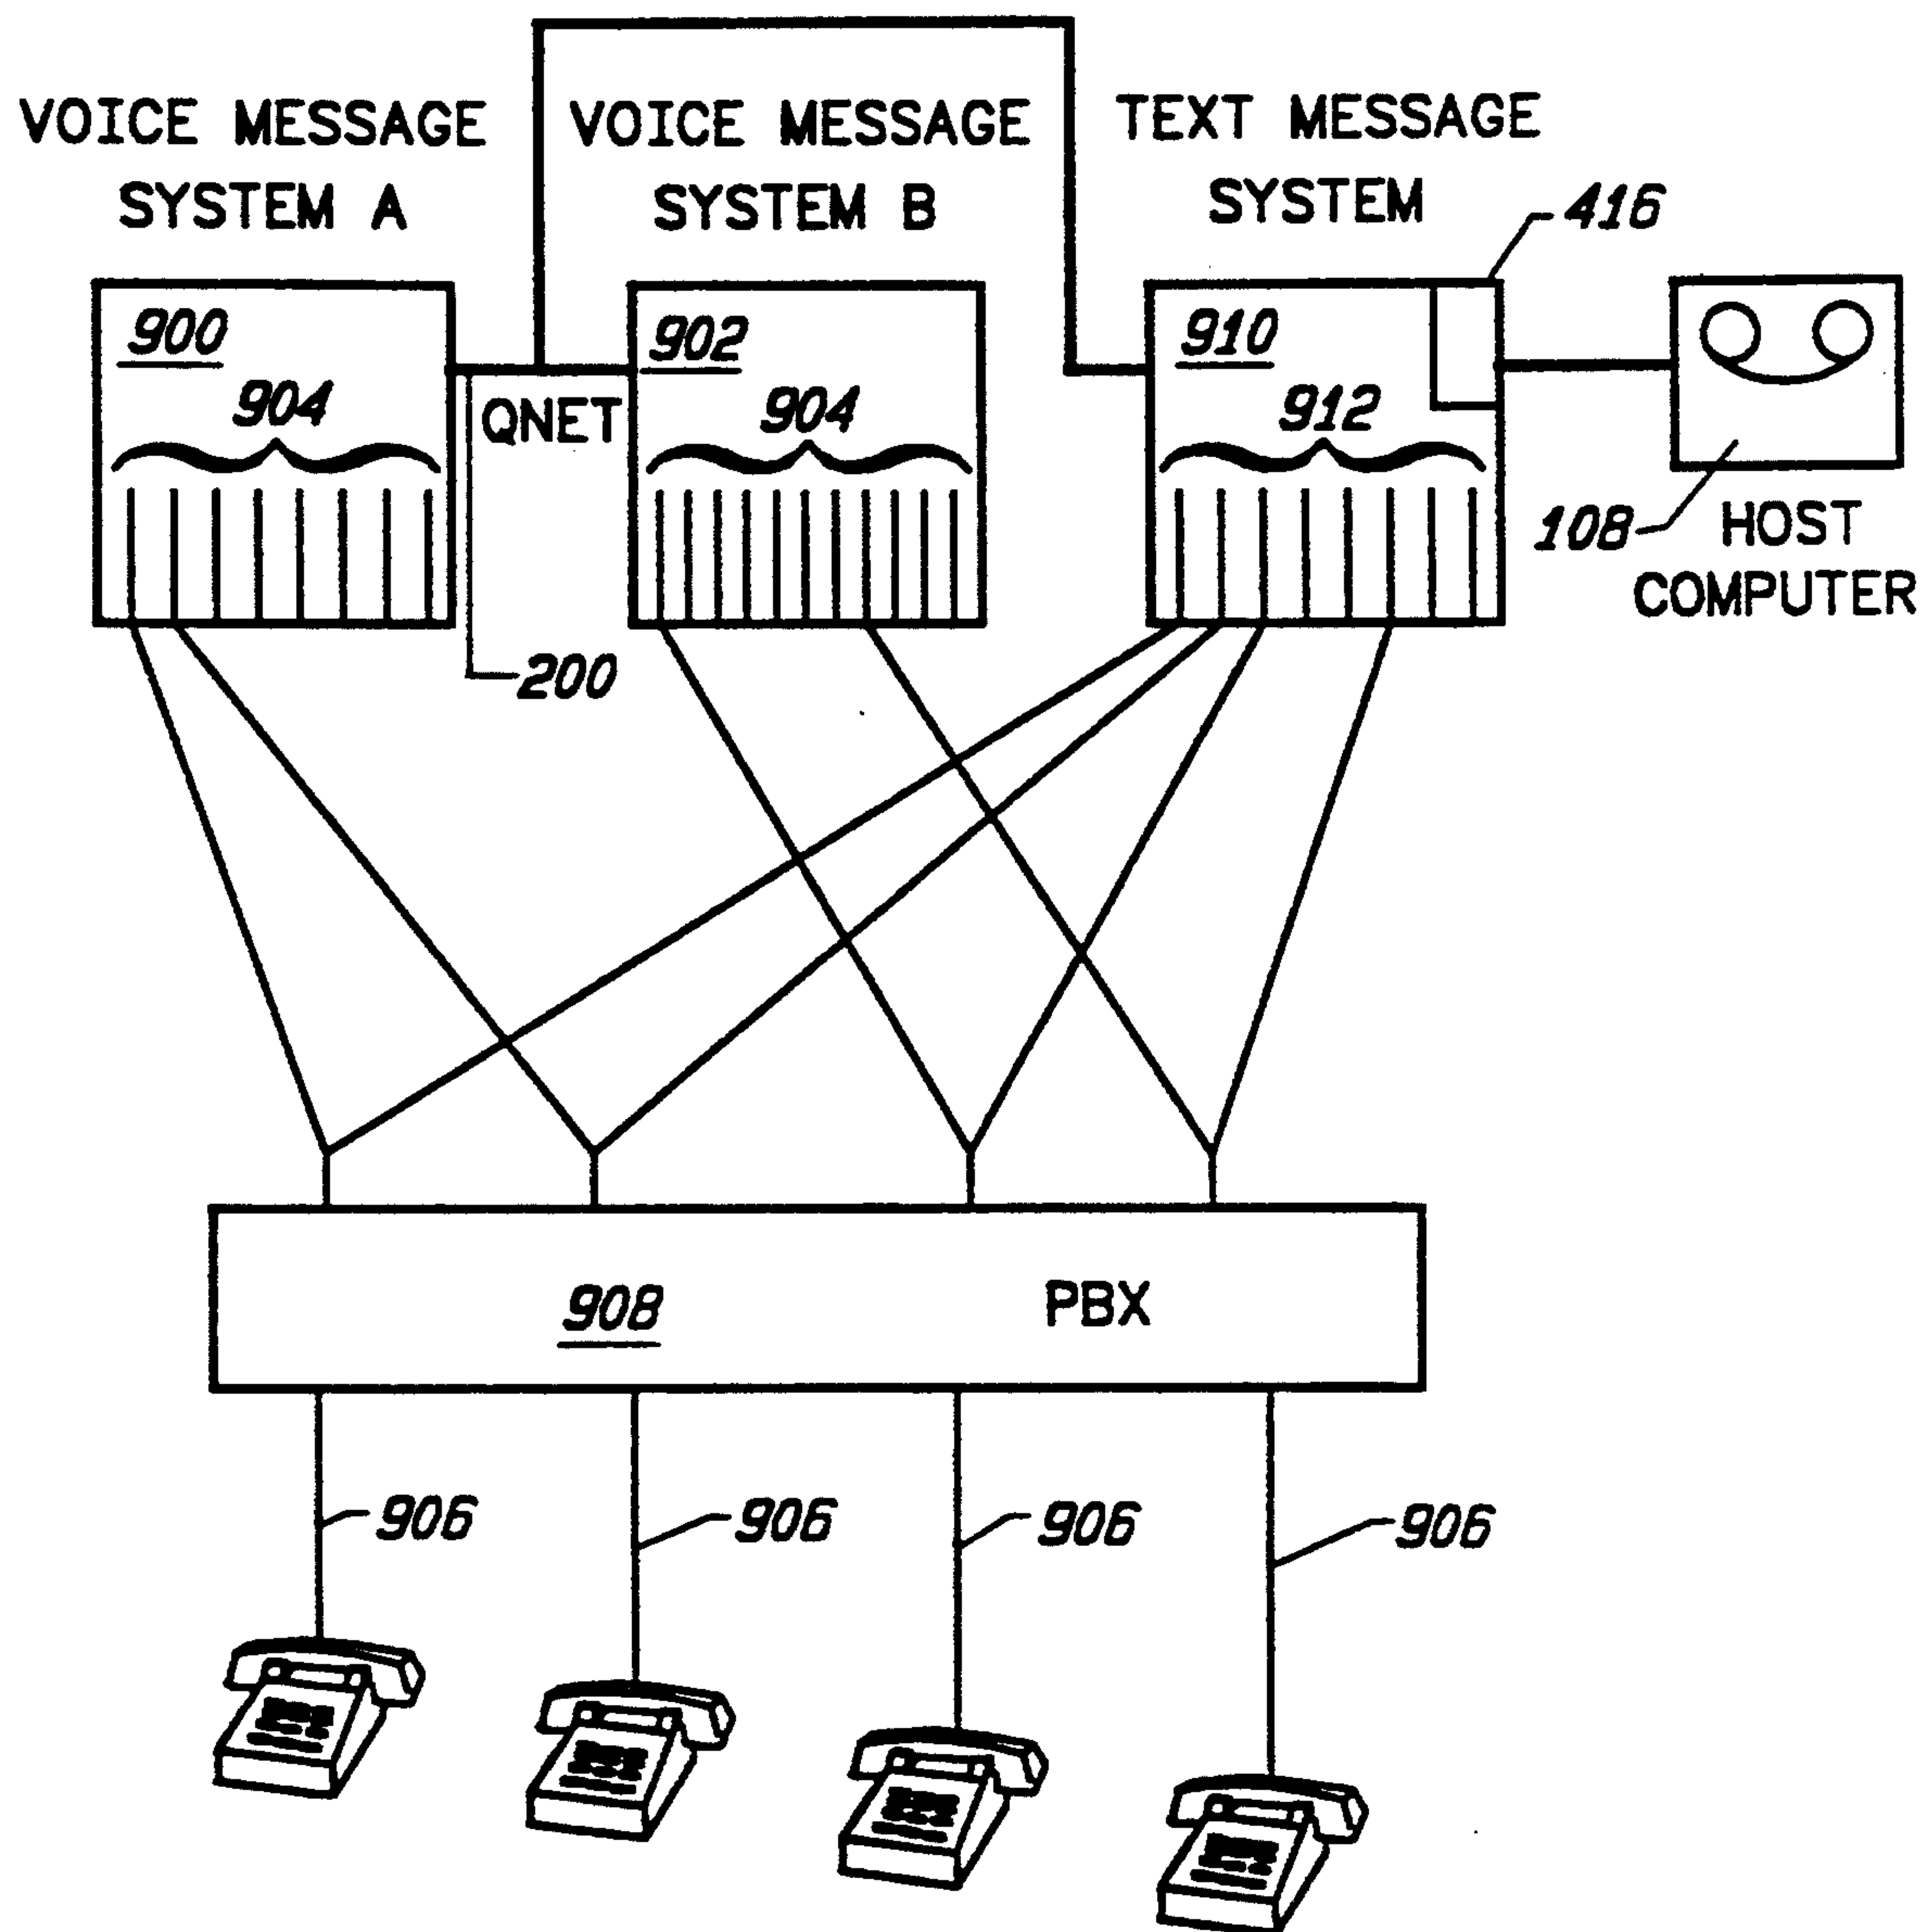 VOICE MESSAGE
SYSTEM A
VOICE MESSAGE
SYSTEM B
TEXT MESSAGE
SYSTEM
416
900
904
QNET
902
904
910
912
108
HOST
COMPUTER
200
908
PBX
906
906
906
906